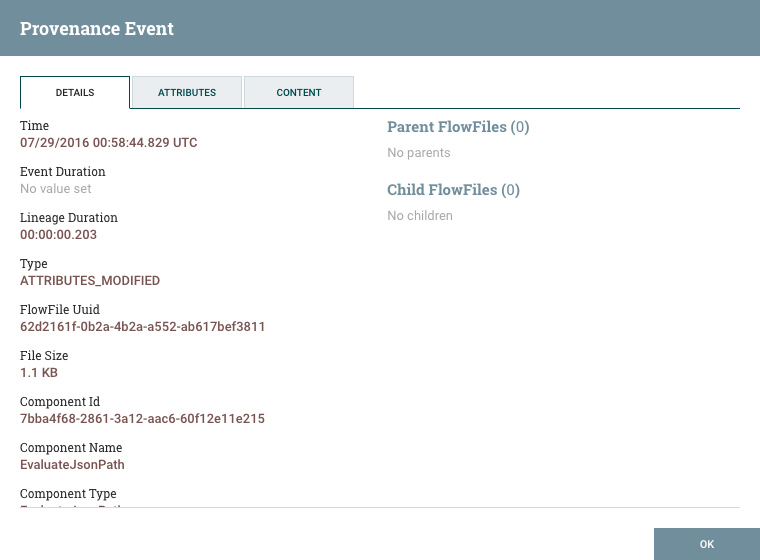 Provenance Event
DETAILS
ATTRIBUTES
CONTENT
Time
07/29/2016 00:58:44.829 UTC
Event Duration
No value set
Lineage Duration
00:00:00.203
Type
ATTRIBUTES_MODIFIED
FlowFile Uuid
62d2161f-0b2a-4b2a-a552-ab617bef3811
File Size
1.1 KB
Component Id
7bba4f68-2861-3a12-aac6-60f12e11e215
Component Name
EvaluateJsonPath
Component Type
Parent FlowFiles (0)
No parents
Child FlowFiles (0)
No children
OK